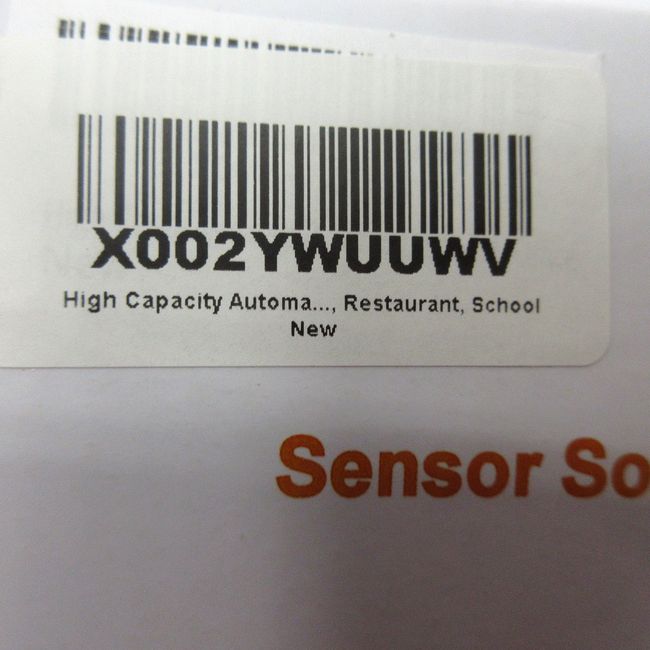 X002YWUUWV
High Capacity Automa..., Restaurant, School
New
Sensor So